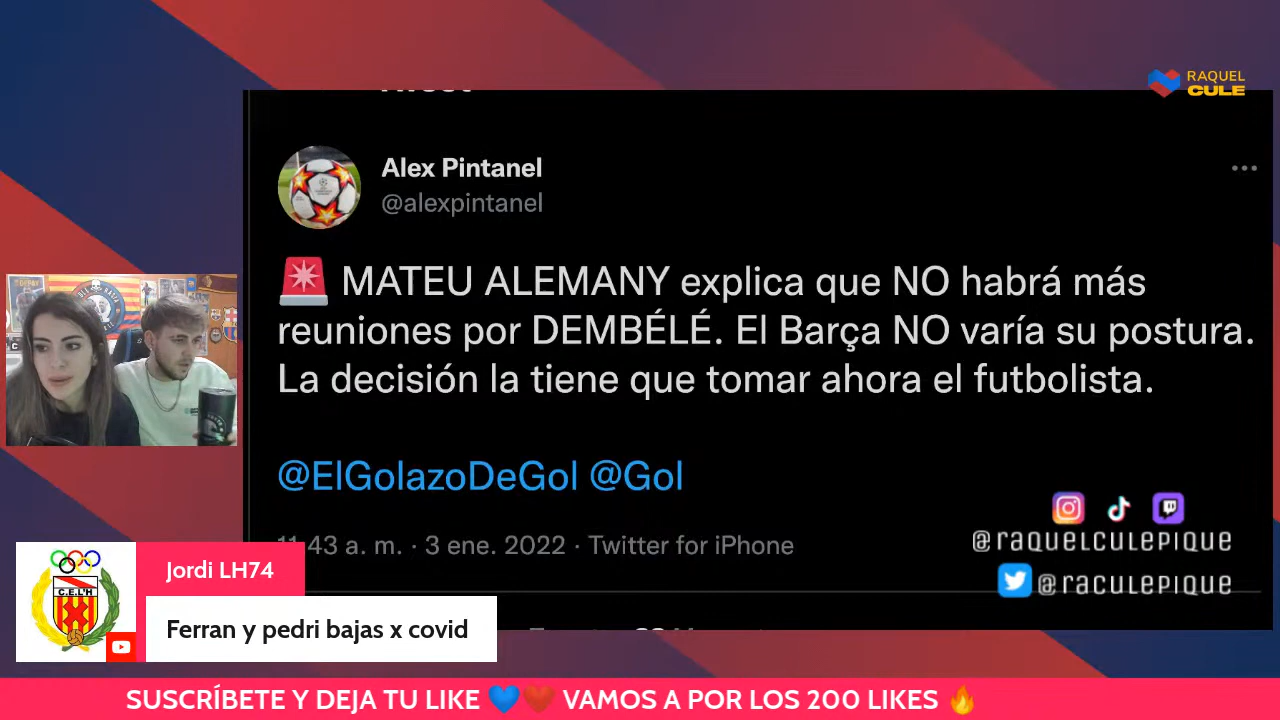 RAQUEL
CULE
Tweet
Alex Pintanel
@alexpintanel
MATEU ALEMANY explica que NO habrá más
reuniones por DEMBÉLÉ. El Barça NO varía su postura.
La decisión la tiene que tomar ahora el futbolista.
@ElGolazoDeGol @Gol
11:43 a. m. · 3 ene. 2022 · Twitter for iPhone
@raquelculepique
@raculepique
C.E.L'H
Jordi LH74
Ferran y pedri bajas x covid
SUSCRÍBETE Y DEJA TU LIKE 💙❤️ VAMOS A POR LOS 200 LIKES 🔥